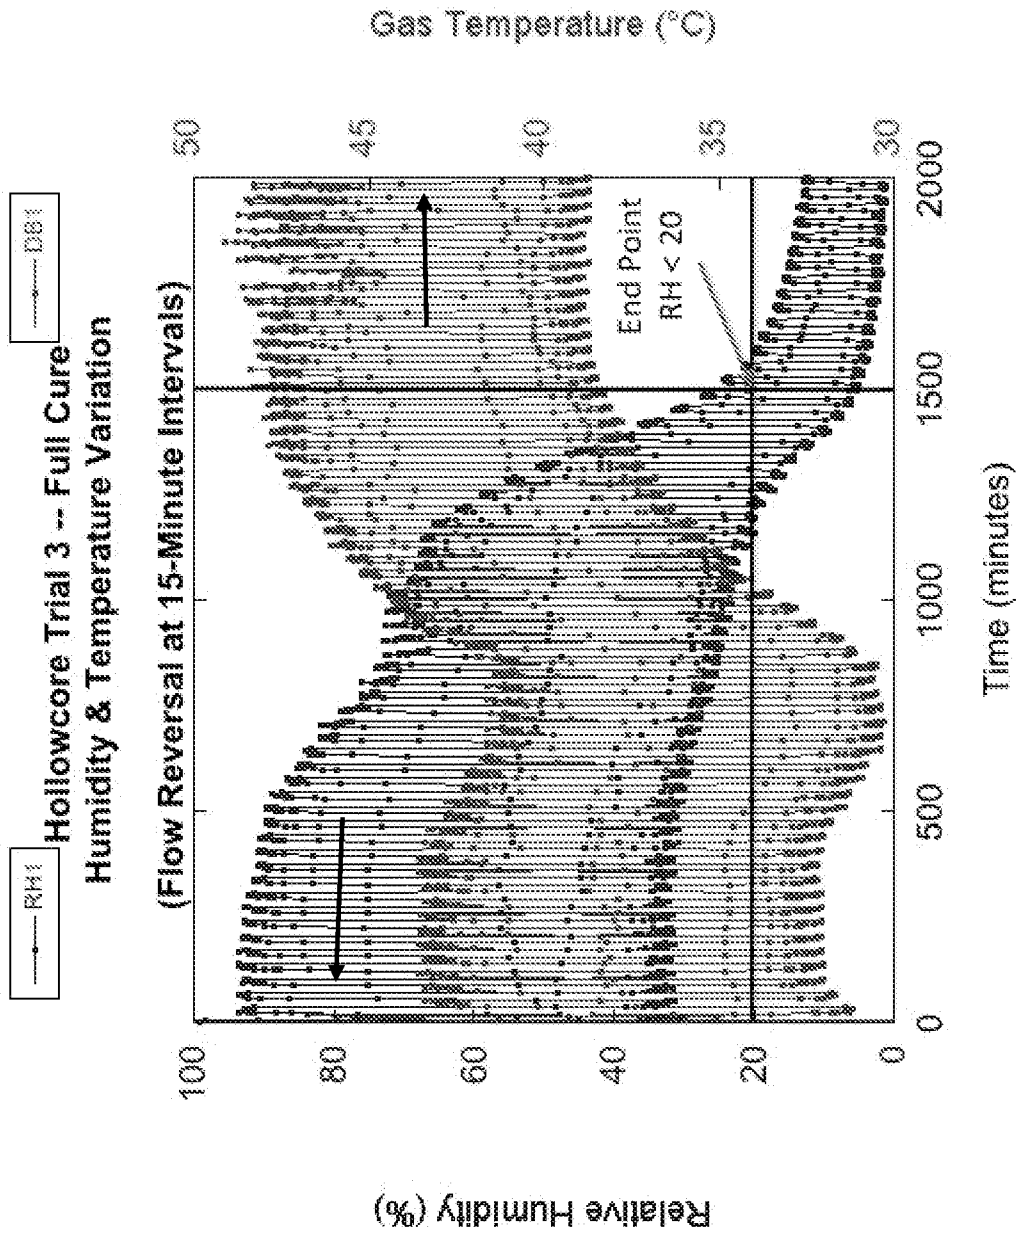 RH1
DB1
Hollowcore Trial 3 -- Full Cure
Humidity & Temperature Variation
(Flow Reversal at 15-Minute Intervals)
Relative Humidity (%)
100
80
60
40
20
0
Gas Temperature (°C)
50
45
40
35
30
End Point
RH < 20
0
500
1000
1500
2000
Time (minutes)